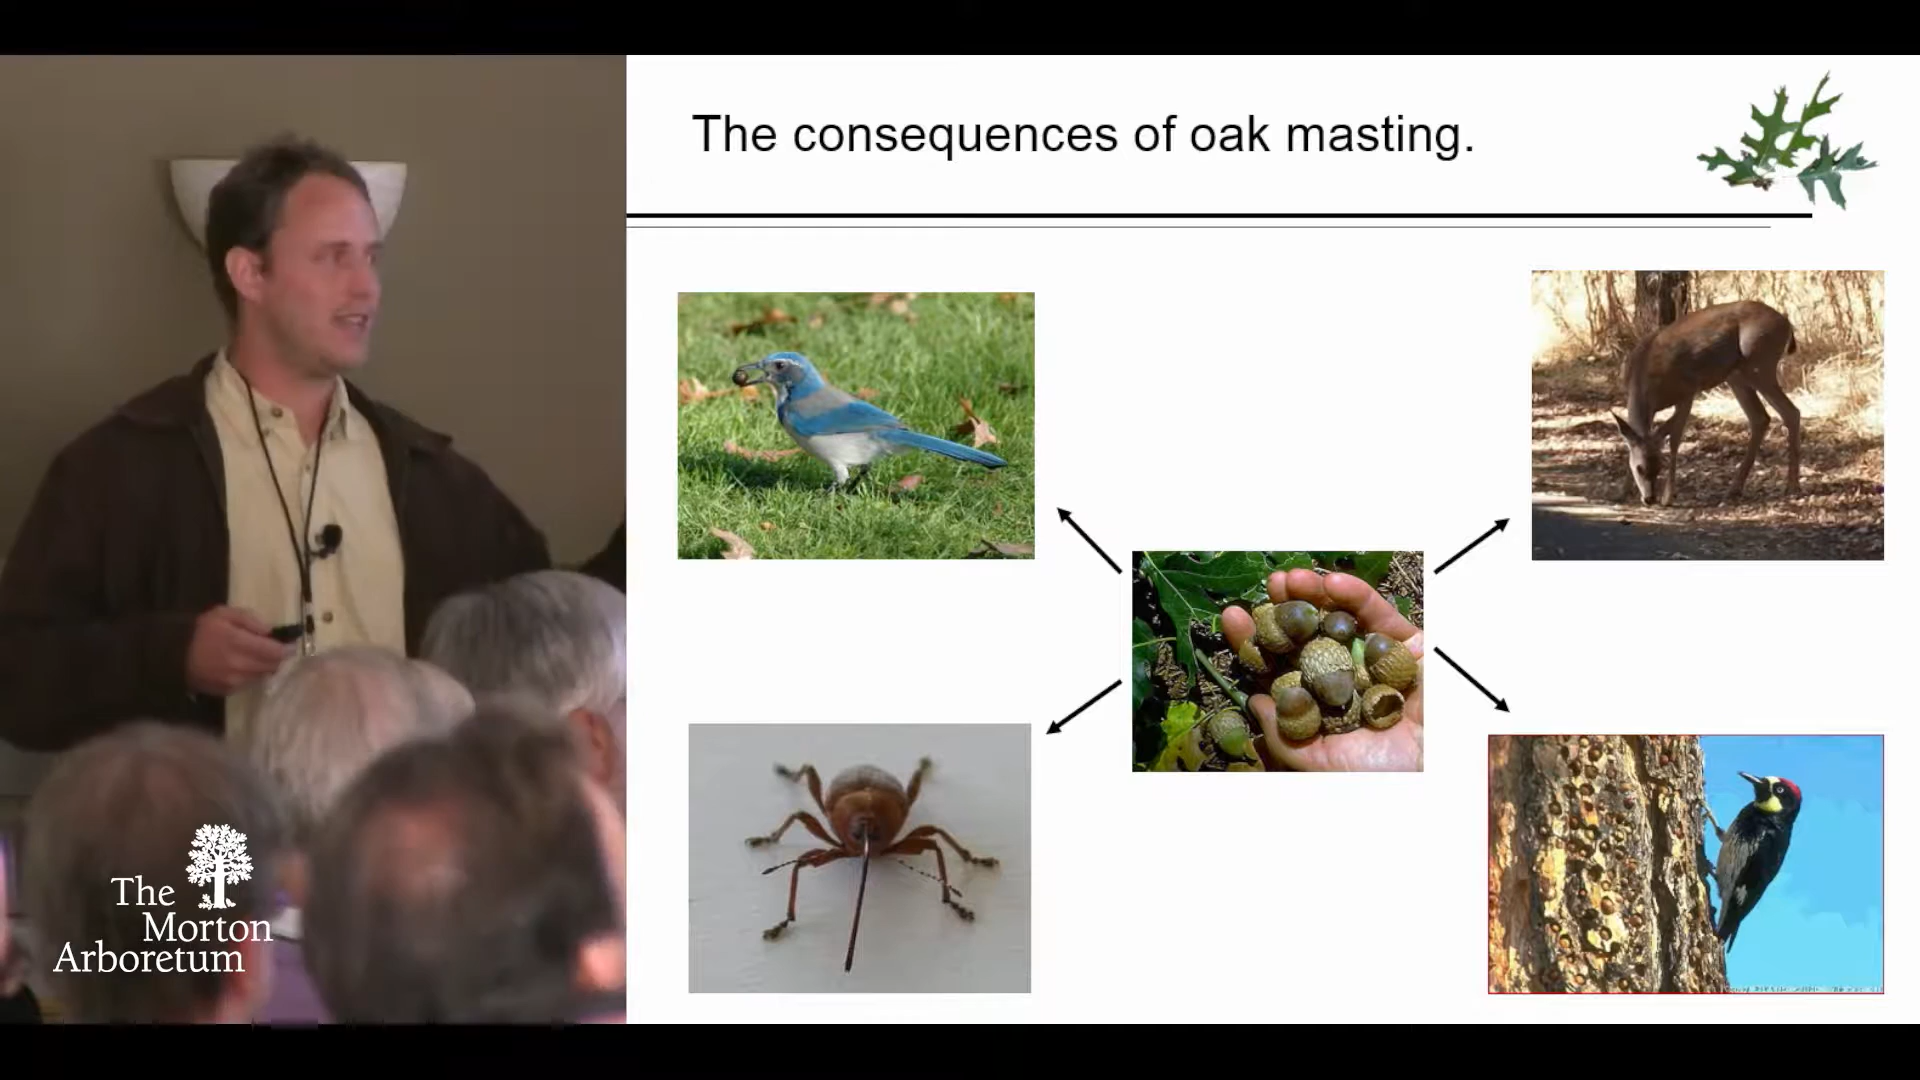 The consequences of oak masting.
The
Morton
Arboretum